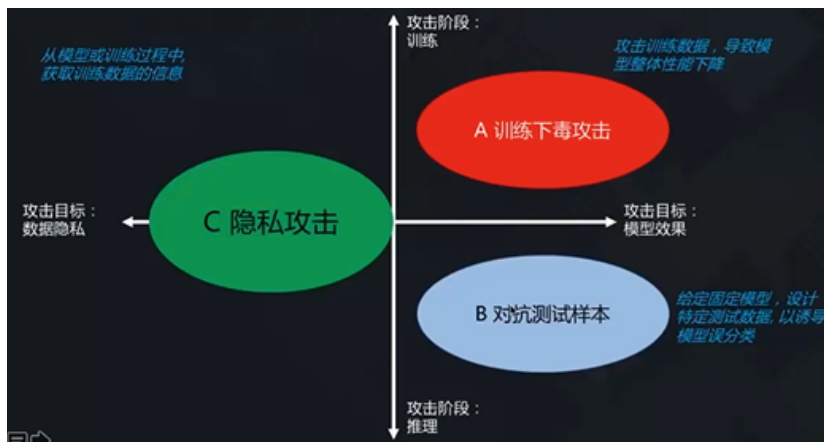 攻击阶段：
训练
从模型或训练过程中,
获取训练数据的信息
攻击训练数据，导致模
型整体性能下降
A 训练下毒攻击
攻击目标：
数据隐私
C 隐私攻击
攻击目标：
模型效果
B 对抗测试样本
给定固定模型，设计
特定测试数据, 以诱导
模型误分类
攻击阶段：
推理